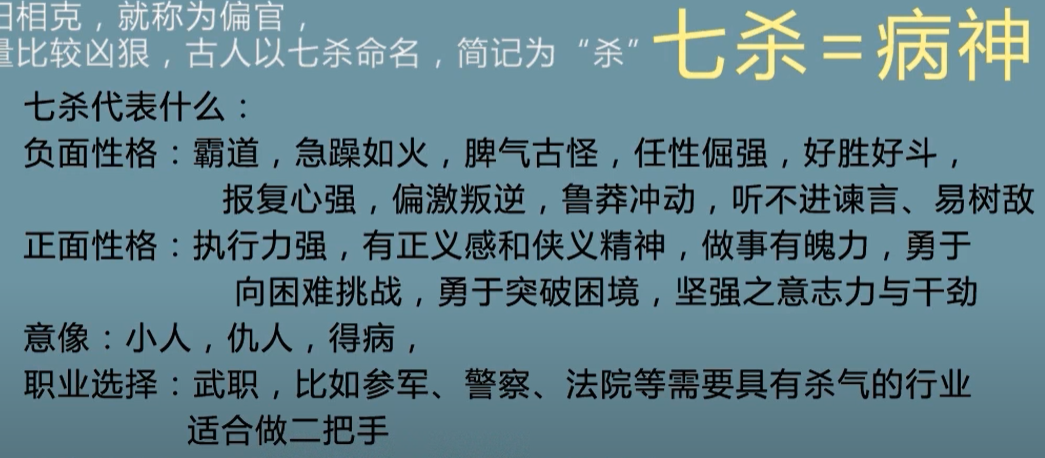 相克，就称为偏官，
比较凶狠，古人以七杀命名，简记为“杀”
七杀=病神
七杀代表什么：
负面性格：霸道，急躁如火，脾气古怪，任性倔强，好胜好斗，
报复心强，偏激叛逆，鲁莽冲动，听不进谏言、易树敌
正面性格：执行力强，有正义感和侠义精神，做事有魄力，勇于
向困难挑战，勇于突破困境，坚强之意志力与干劲
意像：小人，仇人，得病，
职业选择：武职，比如参军、警察、法院等需要具有杀气的行业
适合做二把手